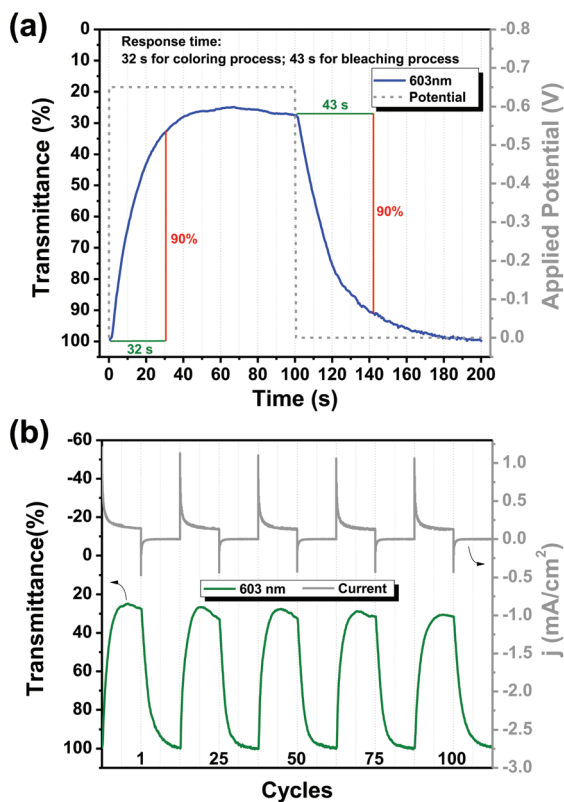 (a)
Response time:
32 s for coloring process; 43 s for bleaching process
603nm
Potential
43 s
90%
90%
32 s
0
10
20
30
40
50
60
70
80
90
100
Transmittance (%)
-0.8
-0.7
-0.6
-0.5
-0.4
-0.3
-0.2
-0.1
0.0
Applied Potential (V)
0 20 40 60 80 100 120 140 160 180 200
Time (s)
(b)
-60
-40
-20
0
20
40
60
80
100
Transmittance(%)
603 nm Current
1.0
0.5
0.0
-0.5
-1.0
-1.5
-2.0
-2.5
-3.0
j (mA/cm²)
1 25 50 75 100
Cycles